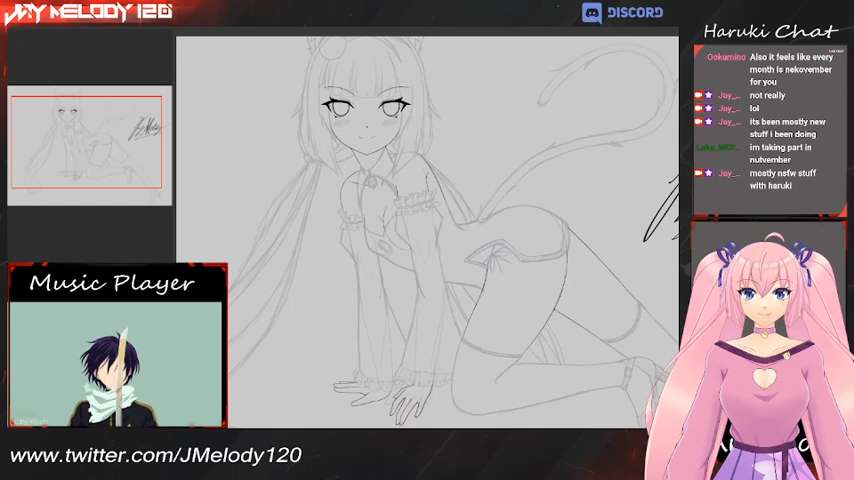 JAY MELODY 120
DISCORD
Haruki Chat
Ookamino Also it feels like every
month is nekovember
for you
Jay_... not really
Jay_... lol
Jay_... its been mostly new
stuff i been doing
im taking part in
nutvember
Jay_... mostly nsfw stuff
with haruki
Music Player
www.twitter.com/JMelody120